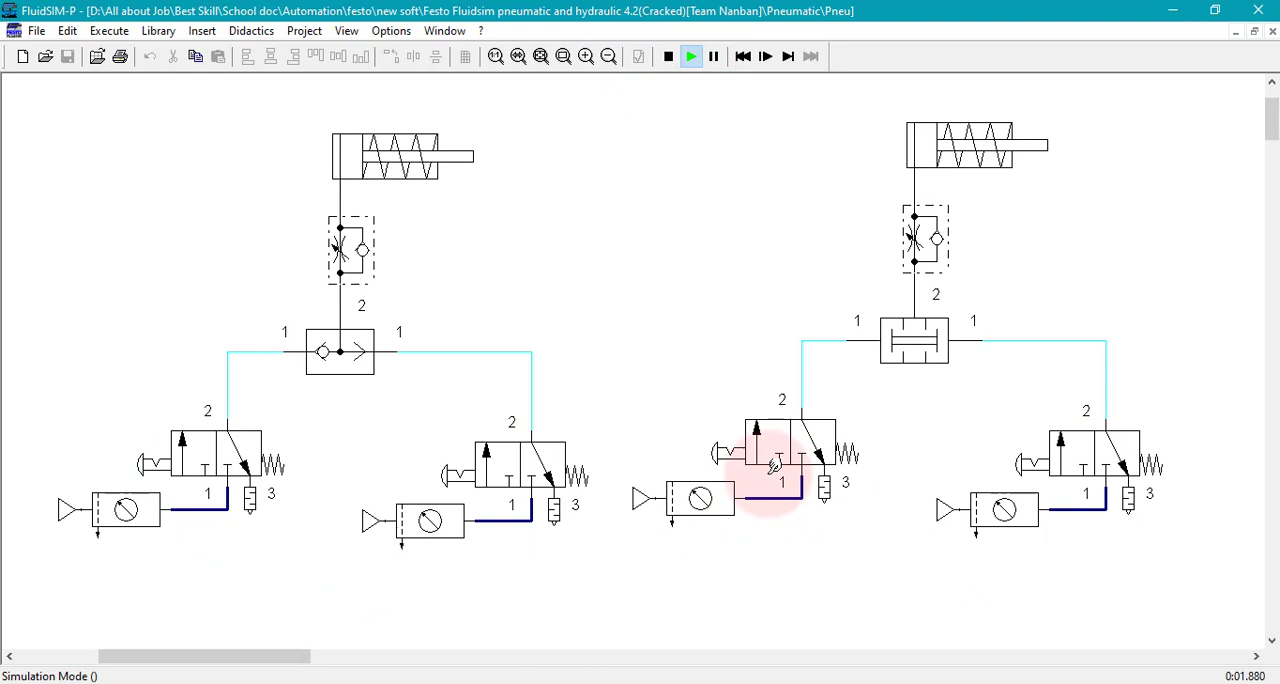 FluidSIM-P - [D:\All about Job\Best Skill\School doc\Automation\festo\new soft\Festo Fluidsim pneumatic and hydraulic 4.2(Cracked)[Team Nanban]\Pneumatic\Pneu]
File Edit Execute Library Insert Didactics Project View Options Window ?
1:1
2 2
1 1 1 1
2 2 2 2
1 3 1 3 1 3 1 3
Simulation Mode () 0:01.880